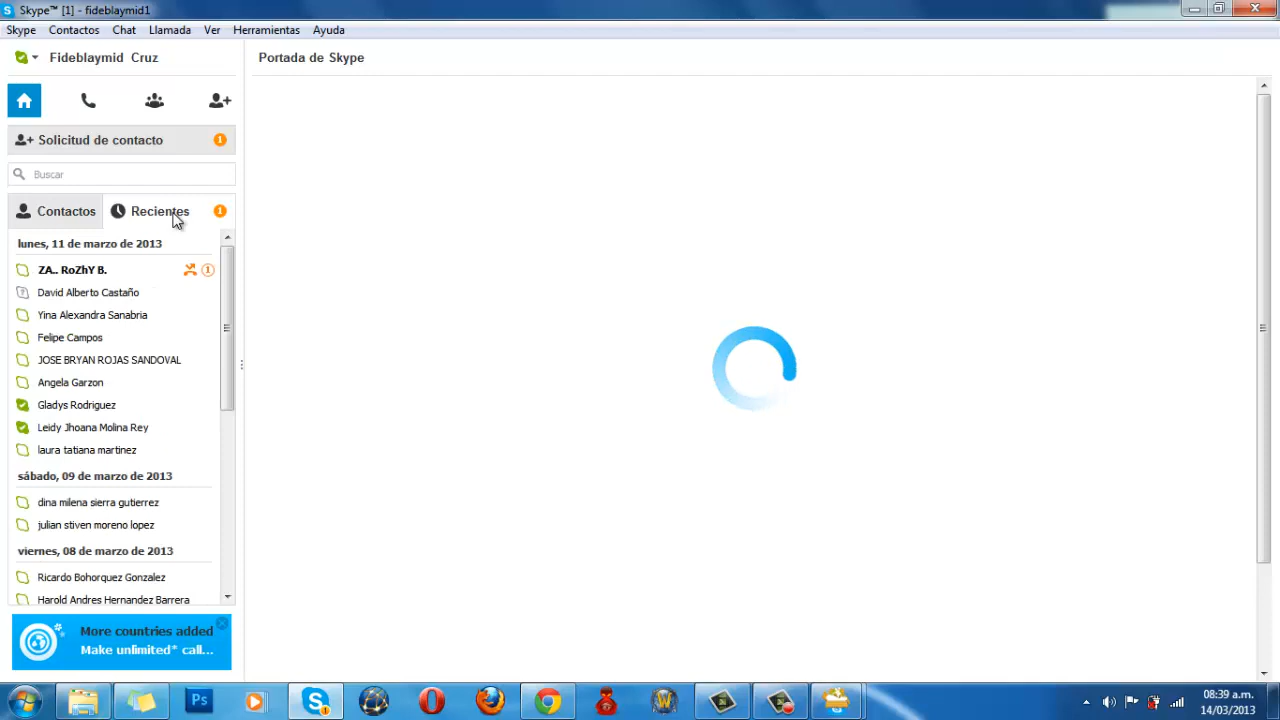 Skype™ [1] - fideblaymid1
Skype Contactos Chat Llamada Ver Herramientas Ayuda
Fideblaymid Cruz
Portada de Skype
Solicitud de contacto 1
Buscar
Contactos Recientes 1
lunes, 11 de marzo de 2013
ZA.. RoZhY B. 1
David Alberto Castaño
Yina Alexandra Sanabria
Felipe Campos
JOSE BRYAN ROJAS SANDOVAL
Angela Garzon
Gladys Rodriguez
Leidy Jhoana Molina Rey
laura tatiana martinez
sábado, 09 de marzo de 2013
dina milena sierra gutierrez
julian stiven moreno lopez
viernes, 08 de marzo de 2013
Ricardo Bohorquez Gonzalez
Harold Andres Hernandez Barrera
More countries added
Make unlimited* call...
Ps
08:39 a.m.
14/03/2013